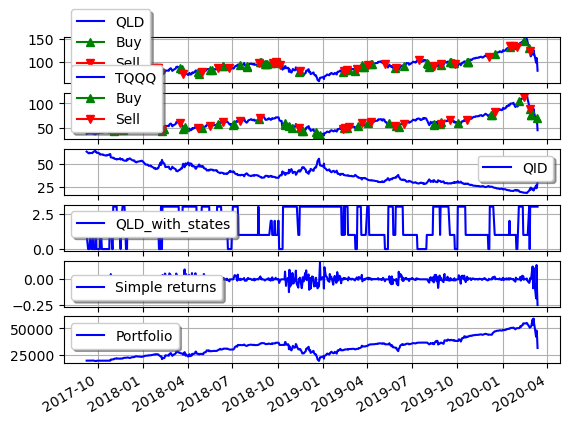 QLD
Buy
Sell
150
100
TQQQ
Buy
Sell
100
50
QID
50
25
QLD_with_states
2.5
0.0
Simple returns
0.00
−0.25
Portfolio
50000
25000
2017-10
2018-01
2018-04
2018-07
2018-10
2019-01
2019-04
2019-07
2019-10
2020-01
2020-04